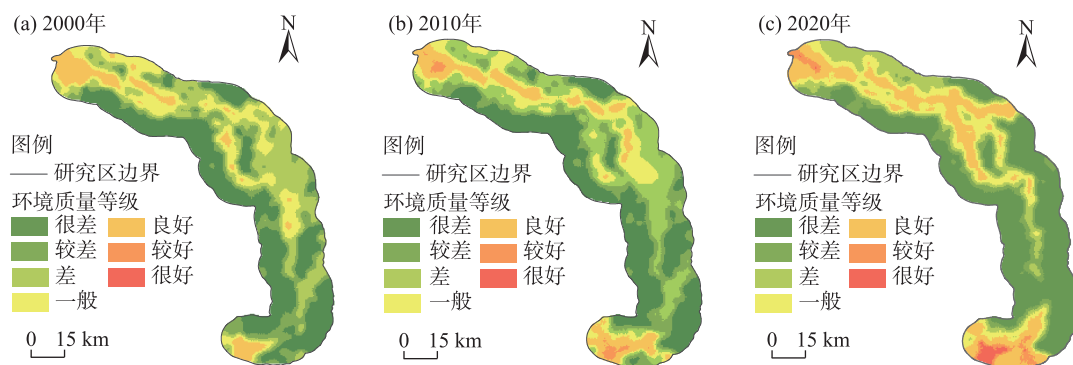 (a) 2000年
N
图例
研究区边界
环境质量等级
很差 良好
较差 较好
差 很好
一般
0 15 km
(b) 2010年
N
图例
研究区边界
环境质量等级
很差 良好
较差 较好
差 很好
一般
0 15 km
(c) 2020年
N
图例
研究区边界
环境质量等级
很差 良好
较差 较好
差 很好
一般
0 15 km